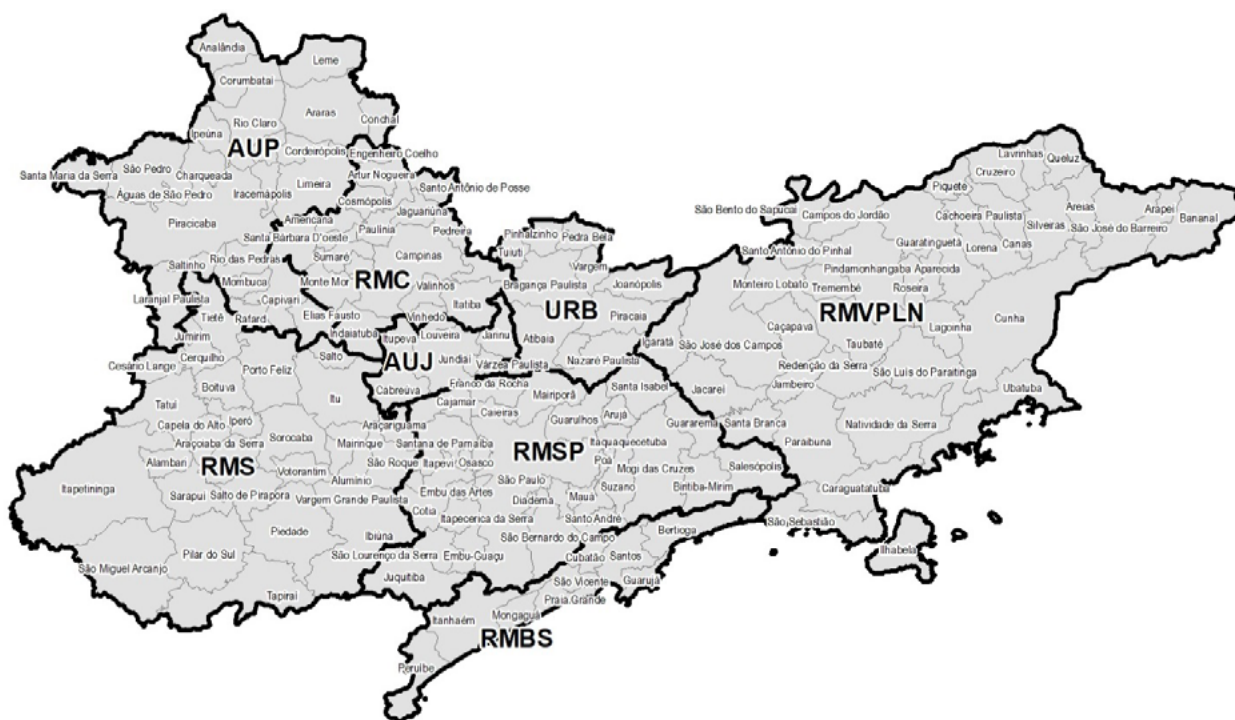 Analândia
Leme
Corumbataí
Araras
Conchal
Rio Claro
Ipeúna
AUP
Cordeirópolis
Engenheiro Coelho
São Pedro
Charqueada
Santa Maria da Serra
Artur Nogueira
Limeira
Santo Antônio de Posse
Águas de São Pedro
Iracemápolis
Cosmópolis
Jaguariúna
Piracicaba
Americana
Paulínia
Pedreira
Santa Bárbara D'oeste
Sumaré
Campinas
Saltinho
Rio das Pedras
Mombuca
Monte Mor
RMC
Valinhos
Laranjal Paulista
Capivari
Itatiba
Tietê
Rafard
Elias Fausto
Vinhedo
Jumirim
Indaiatuba
Pinhalzinho
Pedra Bela
Tuiuti
Vargem
Bragança Paulista
Joanópolis
URB
Piracaia
Atibaia
Nazaré Paulista
Itupeva
Louveira
Jarinu
AUJ
Jundiaí
Várzea Paulista
Cabreúva
Cesário Lange
Cerquilho
Porto Feliz
Salto
Boituva
Itu
Tatuí
Capela do Alto
Iperó
Araçariguama
Araçoiaba da Serra
Sorocaba
Mairinque
Alambari
RMS
Votorantim
São Roque
Alumínio
Itapetininga
Sarapuí
Salto de Pirapora
Vargem Grande Paulista
Piedade
Ibiúna
Pilar do Sul
São Miguel Arcanjo
Tapiraí
Franco da Rocha
Mairiporã
Santa Isabel
Cajamar
Caieiras
Guarulhos
Arujá
Guararema
Santana de Parnaíba
Itaquaquecetuba
RMSP
Itapevi
Osasco
Poá
Mogi das Cruzes
Salesópolis
São Paulo
Suzano
Embu das Artes
Biritiba-Mirim
Diadema
Mauá
Cotia
Itapecerica da Serra
Santo André
São Bernardo do Campo
São Lourenço da Serra
Embu-Guaçu
Juquitiba
Bertioga
Cubatão
Santos
São Vicente
Guarujá
Praia Grande
Mongaguá
Itanhaém
RMBS
Peruíbe
Lavrinhas
Queluz
Cruzeiro
Piquete
Areias
Arapeí
Bananal
São Bento do Sapucaí
Campos do Jordão
Cachoeira Paulista
Silveiras
São José do Barreiro
Santo Antônio do Pinhal
Guaratinguetá
Lorena
Canas
Pindamonhangaba
Aparecida
Monteiro Lobato
Tremembé
Roseira
RMVPLN
Cunha
Caçapava
Lagoinha
Igaratá
São José dos Campos
Taubaté
Redenção da Serra
São Luís do Paraitinga
Jacareí
Jambeiro
Ubatuba
Santa Branca
Natividade da Serra
Paraibuna
Caraguatatuba
São Sebastião
Ilhabela